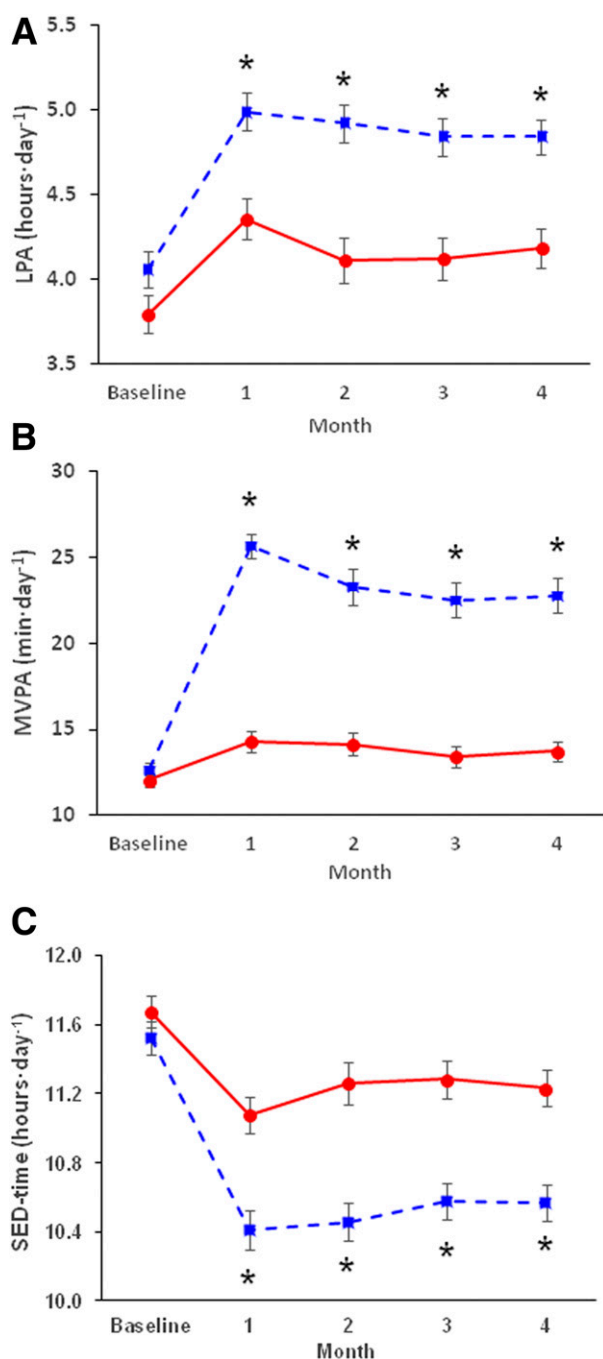 A
LPA (hours·day⁻¹)
5.5
5.0
4.5
4.0
3.5
* * * *
Baseline 1 2 3 4
Month
B
MVPA (min·day⁻¹)
30
25
20
15
10
* * * *
Baseline 1 2 3 4
Month
C
SED-time (hours·day⁻¹)
12.0
11.6
11.2
10.8
10.4
10.0
* * * *
Baseline 1 2 3 4
Month